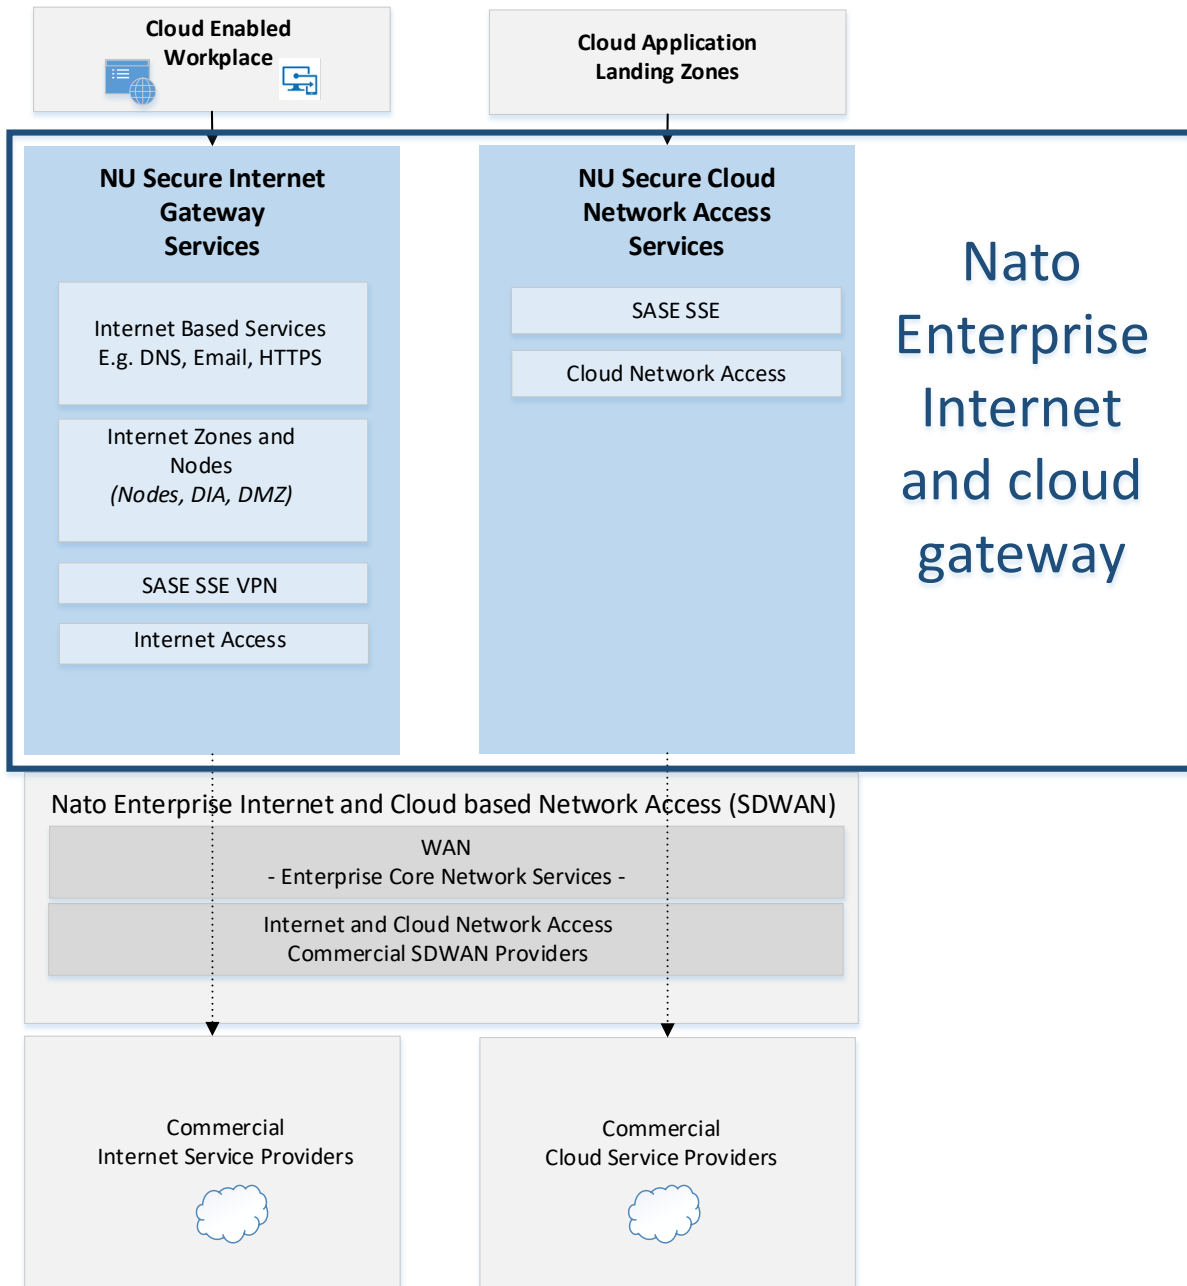 Cloud Enabled
Workplace
Cloud Application
Landing Zones
NU Secure Internet
Gateway
Services
Internet Based Services
E.g. DNS, Email, HTTPS
Internet Zones and
Nodes
(Nodes, DIA, DMZ)
SASE SSE VPN
Internet Access
NU Secure Cloud
Network Access
Services
SASE SSE
Cloud Network Access
Nato
Enterprise
Internet
and cloud
gateway
Nato Enterprise Internet and Cloud based Network Access (SDWAN)
WAN
- Enterprise Core Network Services -
Internet and Cloud Network Access
Commercial SDWAN Providers
Commercial
Internet Service Providers
Commercial
Cloud Service Providers